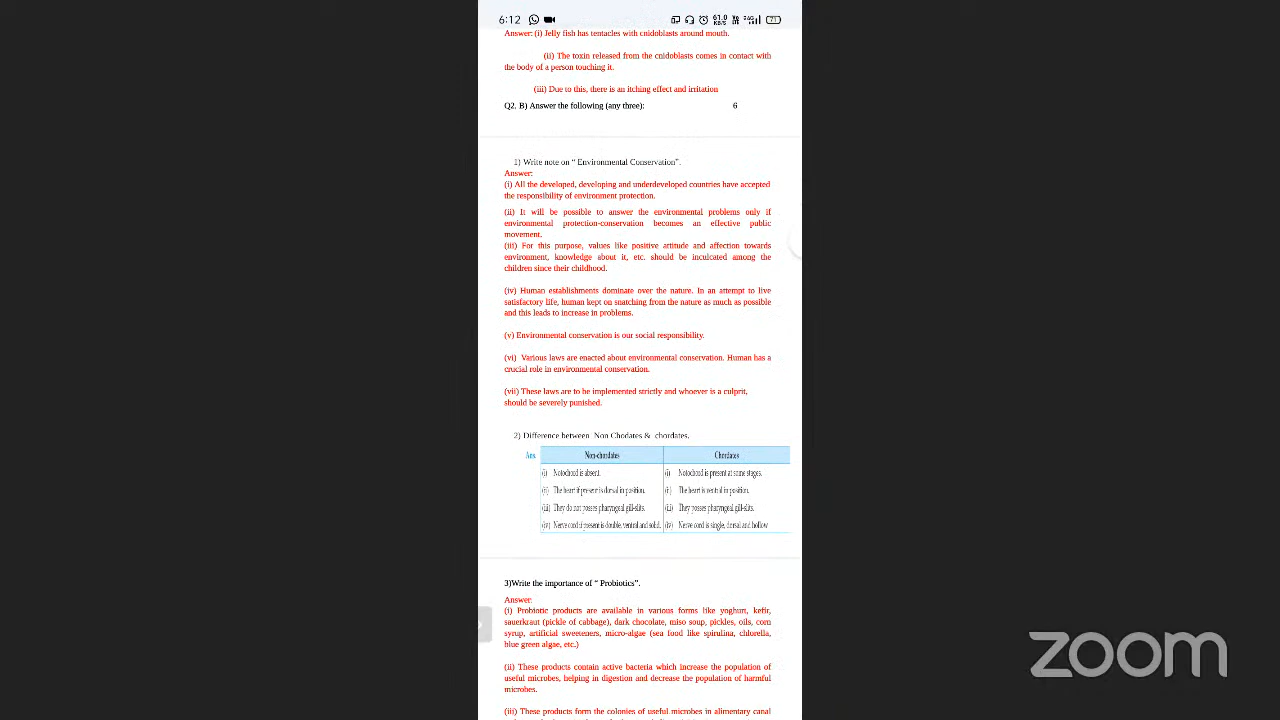 6:12 61.0 KB/S Vo LTE 4G 71
Answer: (i) Jelly fish has tentacles with cnidoblasts around mouth.
(ii) The toxin released from the cnidoblasts comes in contact with
the body of a person touching it.
(iii) Due to this, there is an itching effect and irritation
Q2. B) Answer the following (any three): 6
1) Write note on “ Environmental Conservation”.
Answer:
(i) All the developed, developing and underdeveloped countries have accepted
the responsibility of environment protection.
(ii) It will be possible to answer the environmental problems only if
environmental protection-conservation becomes an effective public
movement.
(iii) For this purpose, values like positive attitude and affection towards
environment, knowledge about it, etc. should be inculcated among the
children since their childhood.
(iv) Human establishments dominate over the nature. In an attempt to live
satisfactory life, human kept on snatching from the nature as much as possible
and this leads to increase in problems.
(v) Environmental conservation is our social responsibility.
(vi) Various laws are enacted about environmental conservation. Human has a
crucial role in environmental conservation.
(vii) These laws are to be implemented strictly and whoever is a culprit,
should be severely punished.
2) Difference between Non Chodates & chordates.
Ans. Non-chordates Chordates
(i) Notochord is absent. (i) Notochord is present at some stages.
(ii) The heart if present is dorsal in position. (ii) The heart is ventral in position.
(iii) They do not posses pharyngeal gill-slits. (iii) They posses pharyngeal gill-slits.
(iv) Nerve cord if present is double, ventral and solid. (iv) Nerve cord is single, dorsal and hollow
3)Write the importance of “ Probiotics”.
Answer:
(i) Probiotic products are available in various forms like yoghurt, kefir,
sauerkraut (pickle of cabbage), dark chocolate, miso soup, pickles, oils, corn
syrup, artificial sweeteners, micro-algae (sea food like spirulina, chlorella,
blue green algae, etc.)
(ii) These products contain active bacteria which increase the population of
useful microbes, helping in digestion and decrease the population of harmful
microbes.
(iii) These products form the colonies of useful microbes in alimentary canal
zoom